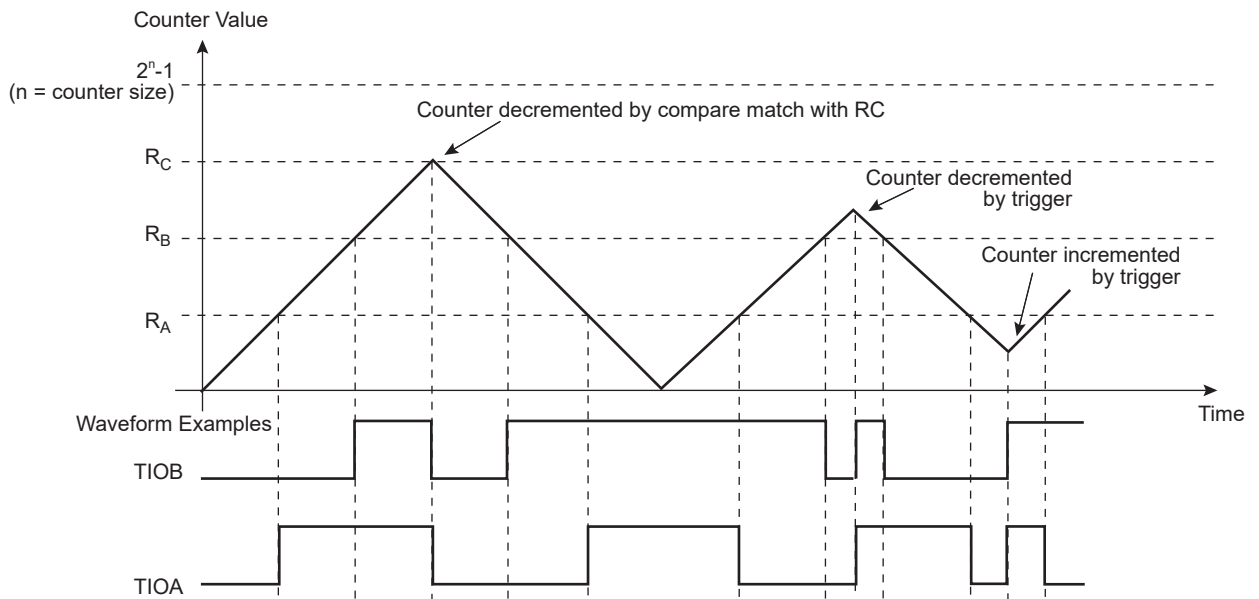 Counter Value
2ⁿ-1
(n = counter size)
Counter decremented by compare match with RC
R_C
Counter decremented
by trigger
R_B
Counter incremented
by trigger
R_A
Time
Waveform Examples
TIOB
TIOA